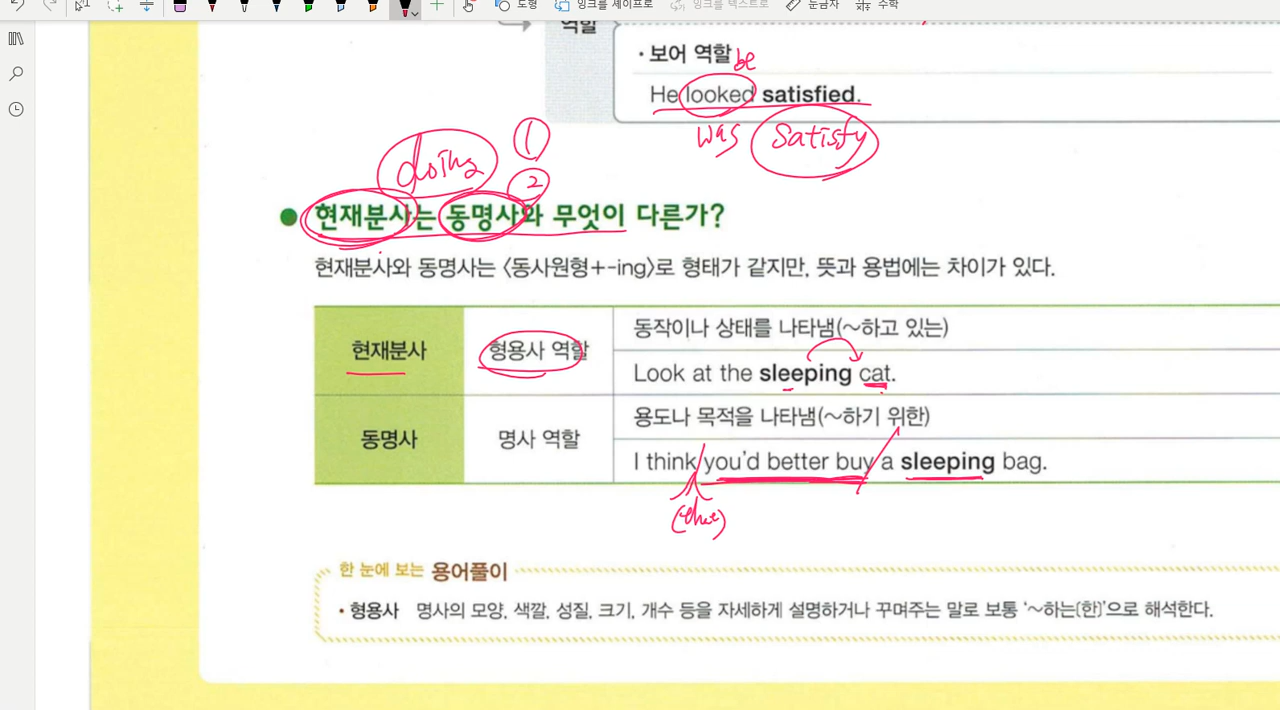 도형 잉크를 셰이프로 잉크를 텍스트로 눈금자 수학
역할
• 보어 역할 be
He looked satisfied.
was satisfy
doing ① ②
● 현재분사는 동명사와 무엇이 다른가?
현재분사와 동명사는 〈동사원형+-ing〉로 형태가 같지만, 뜻과 용법에는 차이가 있다.
현재분사 형용사 역할 동작이나 상태를 나타냄(~하고 있는)
Look at the sleeping cat.
동명사 명사 역할 용도나 목적을 나타냄(~하기 위한)
I think you'd better buy a sleeping bag.
한 눈에 보는 용어풀이
• 형용사 명사의 모양, 색깔, 성질, 크기, 개수 등을 자세하게 설명하거나 꾸며주는 말로 보통 '~하는(한)'으로 해석한다.